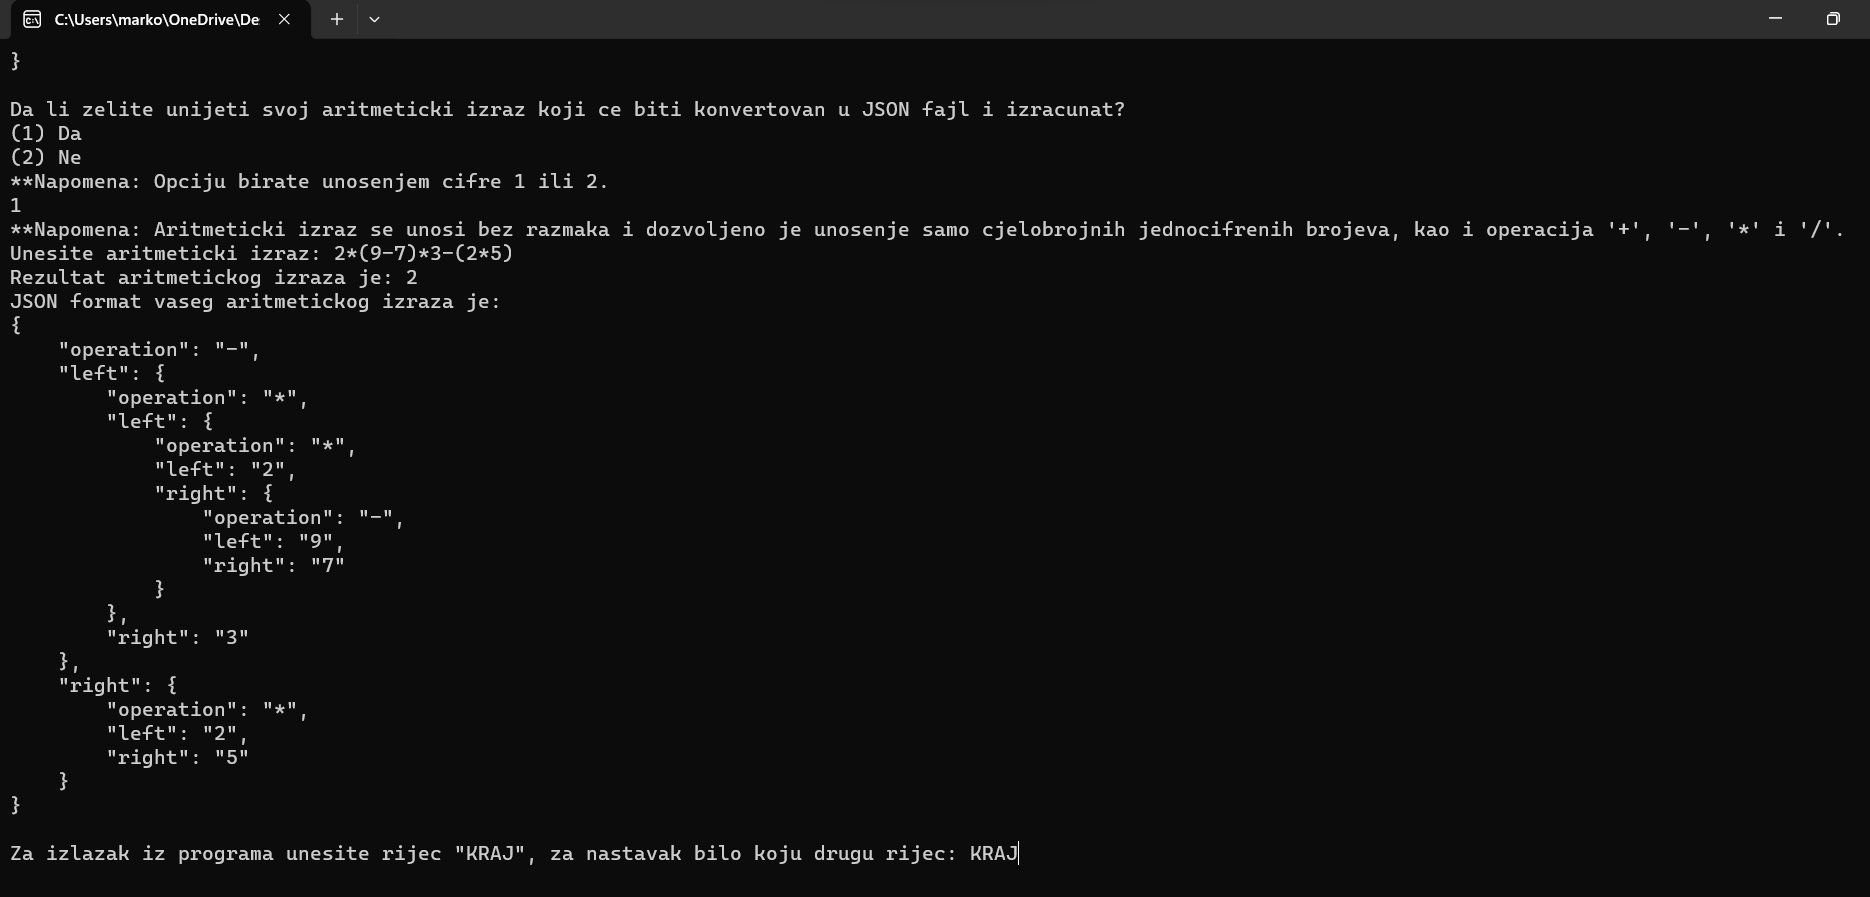 C:\Users\marko\OneDrive\De
}
Da li zelite unijeti svoj aritmeticki izraz koji ce biti konvertovan u JSON fajl i izracunat?
(1) Da
(2) Ne
**Napomena: Opciju birate unosenjem cifre 1 ili 2.
1
**Napomena: Aritmeticki izraz se unosi bez razmaka i dozvoljeno je unosenje samo cjelobrojnih jednocifrenih brojeva, kao i operacija '+', '-', '*' i '/'.
Unesite aritmeticki izraz: 2*(9-7)*3-(2*5)
Rezultat aritmetickog izraza je: 2
JSON format vaseg aritmetickog izraza je:
{
    "operation": "-",
    "left": {
        "operation": "*",
        "left": {
            "operation": "*",
            "left": "2",
            "right": {
                "operation": "-",
                "left": "9",
                "right": "7"
            }
        },
        "right": "3"
    },
    "right": {
        "operation": "*",
        "left": "2",
        "right": "5"
    }
}
Za izlazak iz programa unesite rijec "KRAJ", za nastavak bilo koju drugu rijec: KRAJ